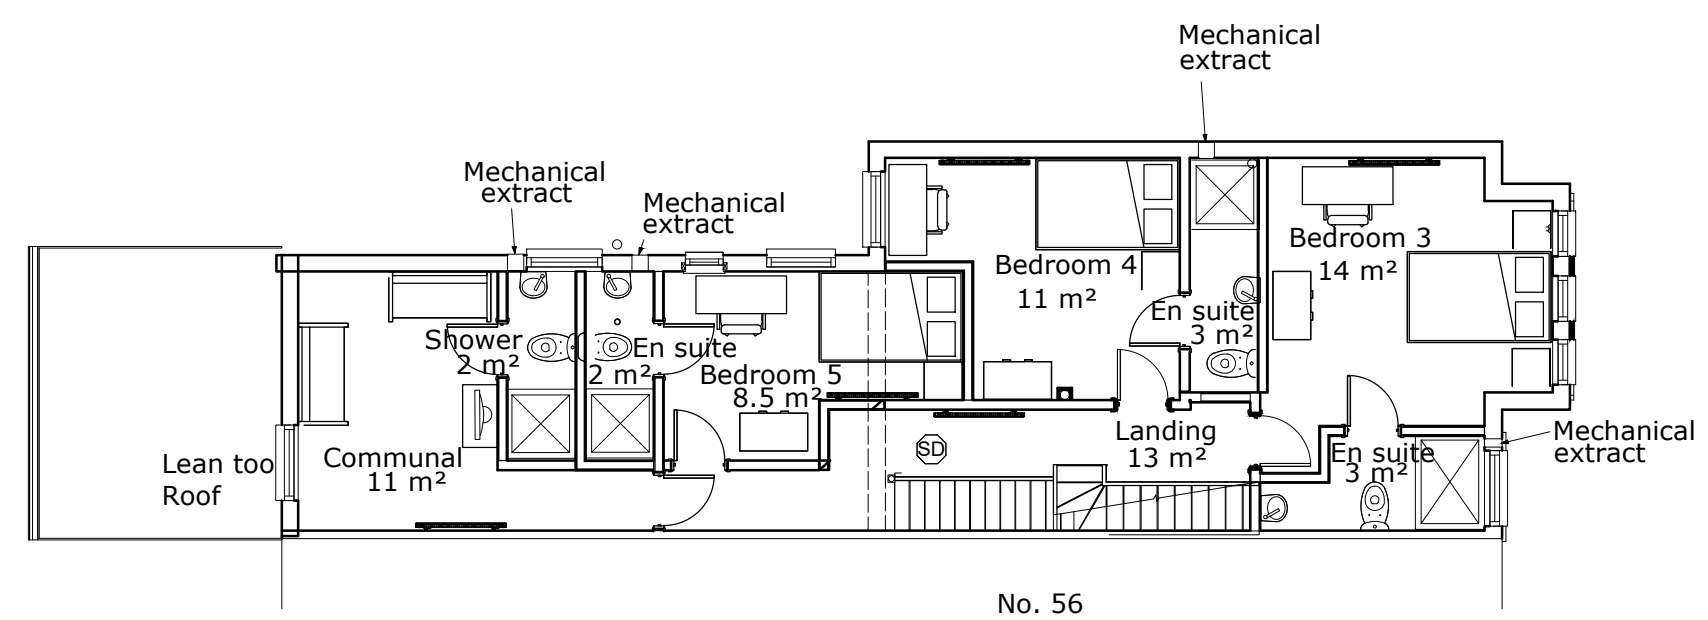 Mechanical
extract
Mechanical
extract
Mechanical
extract
Bedroom 3
14 m²
Bedroom 4
11 m²
En suite
3 m²
Shower
2 m²
En suite
2 m²
Bedroom 5
8.5 m²
Landing
13 m²
SD
En suite
3 m²
Mechanical
extract
Communal
11 m²
Lean too
Roof
No. 56